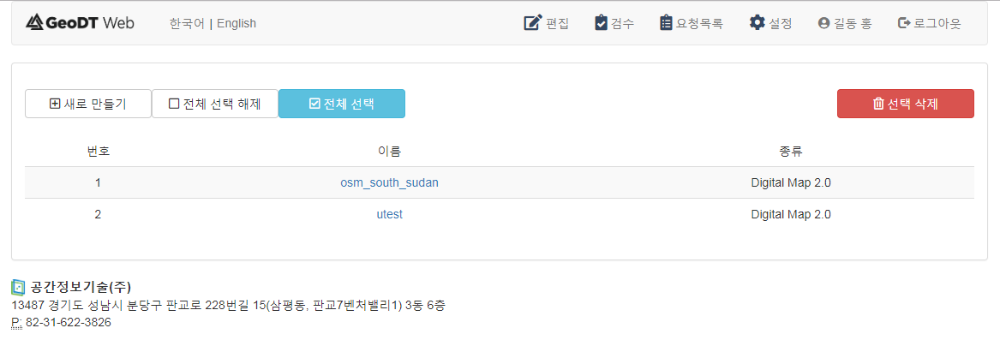 GeoDT Web 한국어 | English 편집 검수 요청목록 설정 길동 홍 로그아웃
새로 만들기 전체 선택 해제 전체 선택 선택 삭제
번호 이름 종류
1 osm_south_sudan Digital Map 2.0
2 utest Digital Map 2.0
공간정보기술(주)
13487 경기도 성남시 분당구 판교로 228번길 15(삼평동, 판교7벤처밸리1) 3동 6층
P: 82-31-622-3826